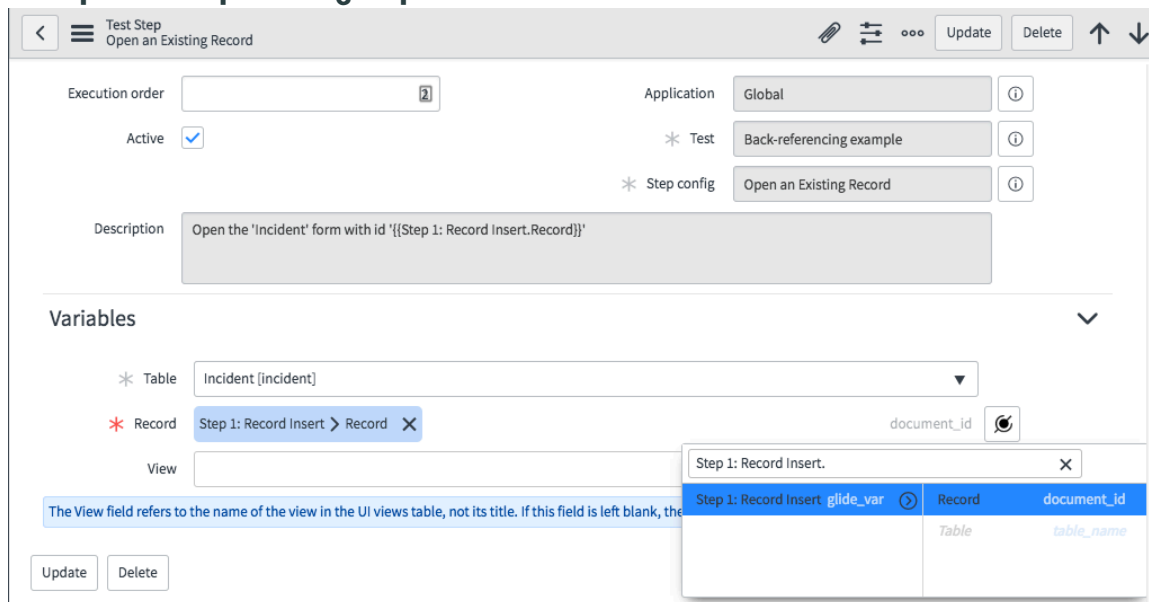 Test Step
Open an Existing Record
Update
Delete
Execution order
2
Application
Global
Active
Test
Back-referencing example
Step config
Open an Existing Record
Description
Open the 'Incident' form with id '{{Step 1: Record Insert.Record}}'
Variables
Table
Incident [incident]
Record
Step 1: Record Insert > Record
document_id
View
Step 1: Record Insert.
The View field refers to the name of the view in the UI views table, not its title. If this field is left blank, the
Step 1: Record Insert glide_var
Record
document_id
Table
table_name
Update
Delete